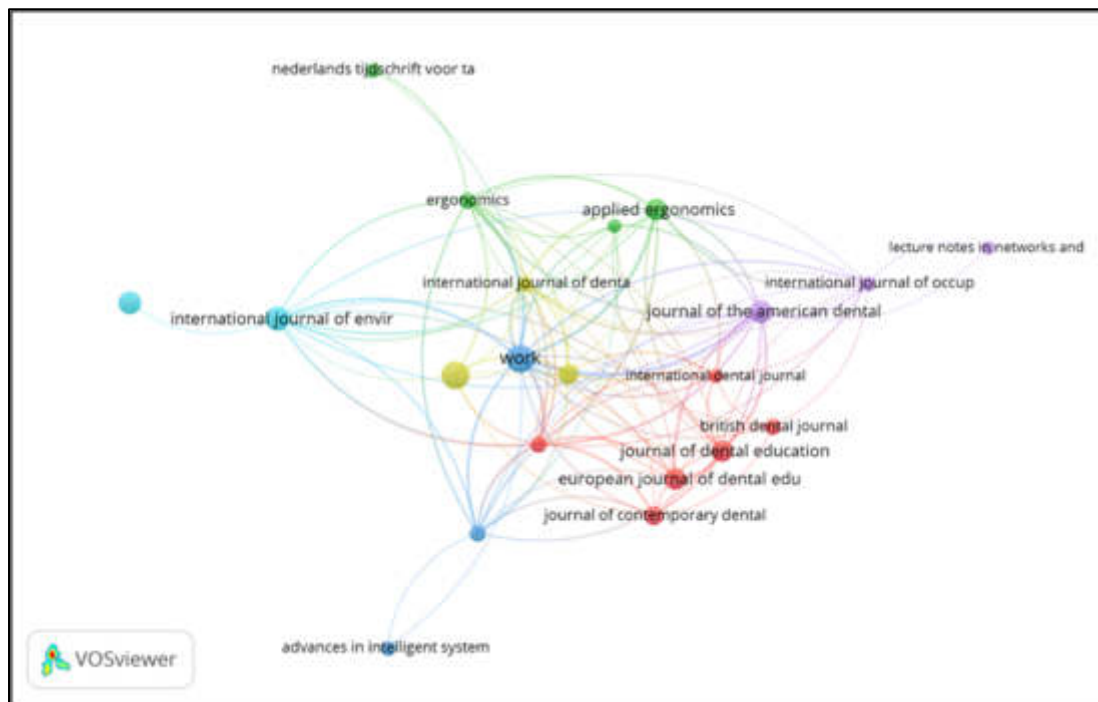 nederlands tijdschrift voor ta
ergonomics
applied ergonomics
lecture notes in networks and
international journal of denta
international journal of occup
journal of the american dental
international journal of envir
work
international dental journal
british dental journal
journal of dental education
european journal of dental edu
journal of contemporary dental
advances in intelligent system
VOSviewer